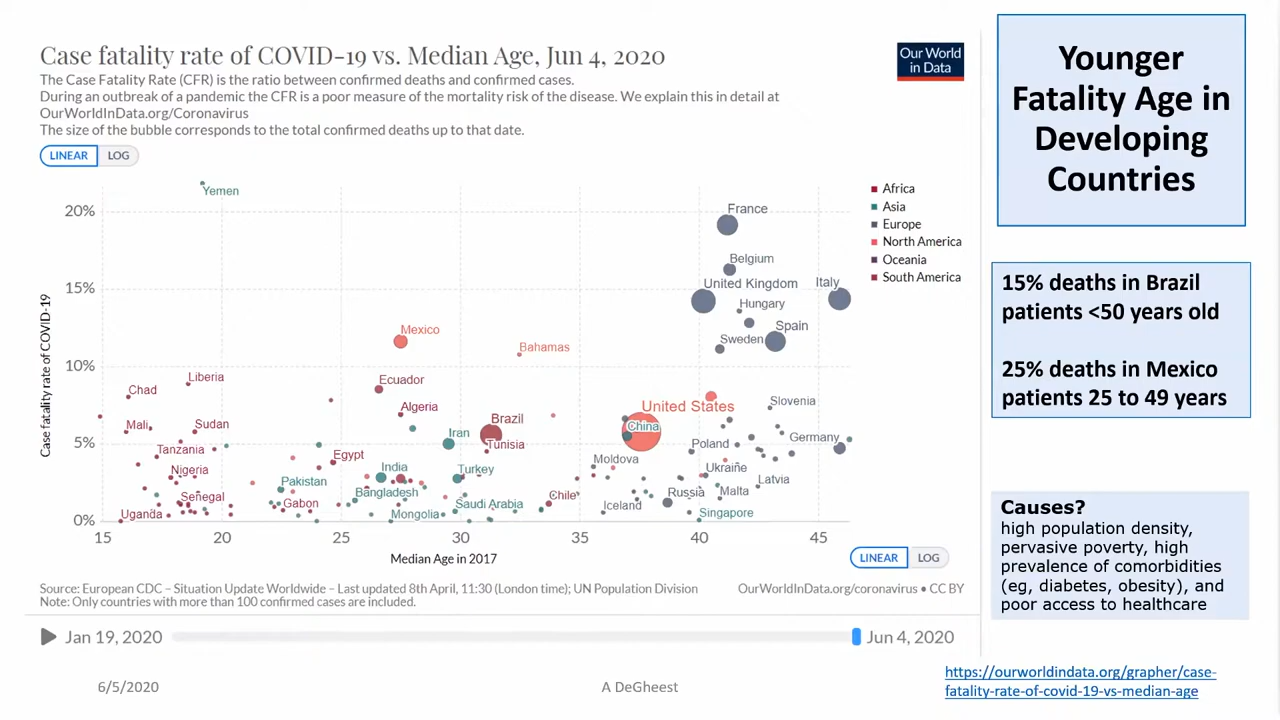 Case fatality rate of COVID-19 vs. Median Age, Jun 4, 2020
The Case Fatality Rate (CFR) is the ratio between confirmed deaths and confirmed cases.
During an outbreak of a pandemic the CFR is a poor measure of the mortality risk of the disease. We explain this in detail at
OurWorldInData.org/Coronavirus
The size of the bubble corresponds to the total confirmed deaths up to that date.
Our World
in Data
LINEAR LOG
Case fatality rate of COVID-19
20%
15%
10%
5%
0%
Yemen
France
Belgium
United Kingdom
Italy
Hungary
Spain
Sweden
Mexico
Bahamas
Liberia
Ecuador
Chad
Algeria
United States
Slovenia
Mali
Sudan
Brazil
China
Iran
Tunisia
Germany
Poland
Tanzania
Egypt
Moldova
Nigeria
India
Turkey
Ukraine
Pakistan
Latvia
Bangladesh
Russia
Malta
Senegal
Gabon
Saudi Arabia
Chile
Iceland
Uganda
Mongolia
Singapore
15 20 25 30 35 40 45
Median Age in 2017
Africa
Asia
Europe
North America
Oceania
South America
LINEAR LOG
Source: European CDC – Situation Update Worldwide – Last updated 8th April, 11:30 (London time); UN Population Division
OurWorldInData.org/coronavirus • CC BY
Note: Only countries with more than 100 confirmed cases are included.
Jan 19, 2020
Jun 4, 2020
Younger
Fatality Age in
Developing
Countries
15% deaths in Brazil
patients <50 years old
25% deaths in Mexico
patients 25 to 49 years
Causes?
high population density,
pervasive poverty, high
prevalence of comorbidities
(eg, diabetes, obesity), and
poor access to healthcare
6/5/2020
A DeGheest
https://ourworldindata.org/grapher/case-
fatality-rate-of-covid-19-vs-median-age